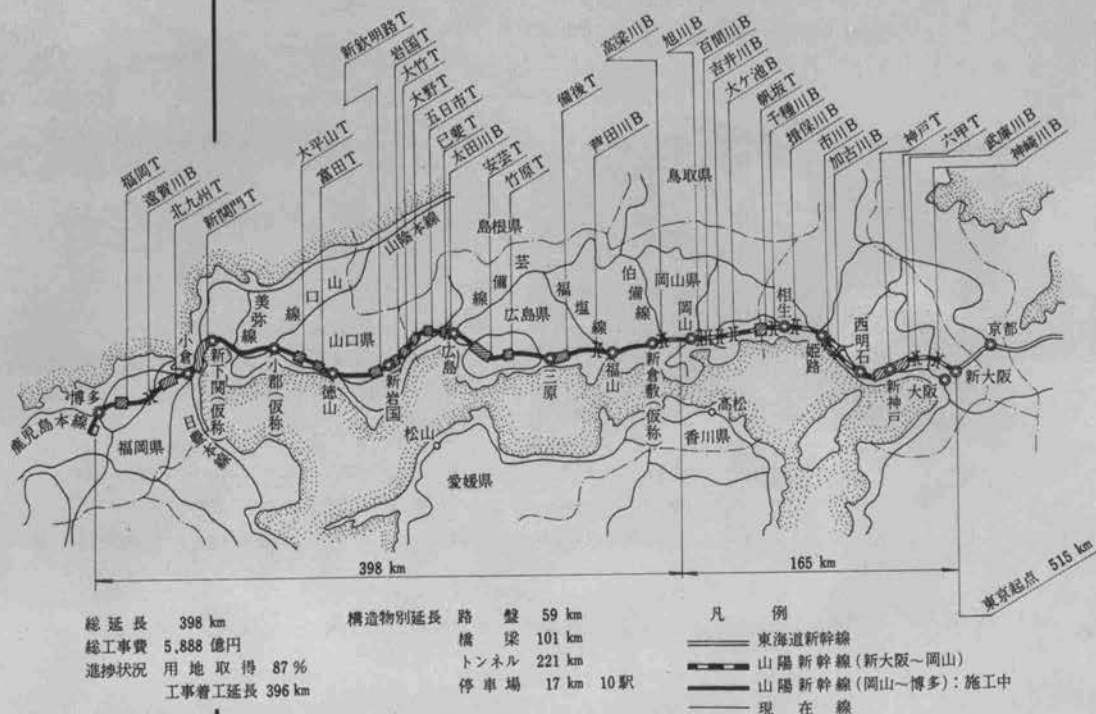 新欽明路T
岩国T
大竹T
大野T
五日市T
己斐T
太田川B
安芸T
竹原T
備後T
芦田川B
高梁川B
旭川B
百間川B
吉井川B
大ケ池B
帆坂T
千種川B
揖保川B
市川B
加古川B
神戸T
六甲T
武庫川B
神崎川B
福岡T
遠賀川B
北九州T
新関門T
大平山T
富田T
山陰本線
島根県
鳥取県
美弥線
山口線
山口県
芸備線
広島県
福塩線
伯備線
岡山県
岡山
相生
姫路
西明石
新神戸
大阪
新大阪
京都
小倉
博多
鹿児島本線
福岡県
日豊本線
新下関(仮称)
小郡(仮称)
徳山
新岩国
広島
三原
福山
新倉敷(仮称)
松山
高松
香川県
愛媛県
398 km
165 km
東京起点 515 km
総延長 398 km
総工事費 5,888 億円
進捗状況 用地取得 87%
工事着工延長 396 km
構造物別延長 路盤 59 km
橋梁 101 km
トンネル 221 km
停車場 17 km 10駅
凡例
東海道新幹線
山陽新幹線(新大阪〜岡山)
山陽新幹線(岡山〜博多):施工中
現在線